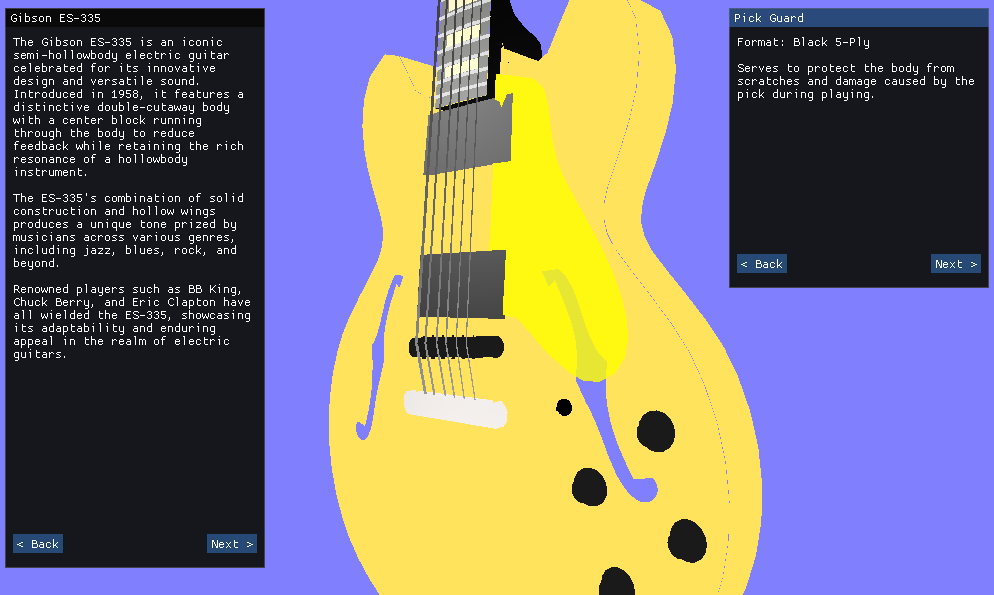 Gibson ES-335
The Gibson ES-335 is an iconic
semi-hollowbody electric guitar
celebrated for its innovative
design and versatile sound.
Introduced in 1958, it features a
distinctive double-cutaway body
with a center block running
through the body to reduce
feedback while retaining the rich
resonance of a hollowbody
instrument.
The ES-335's combination of solid
construction and hollow wings
produces a unique tone prized by
musicians across various genres,
including jazz, blues, rock, and
beyond.
Renowned players such as BB King,
Chuck Berry, and Eric Clapton have
all wielded the ES-335, showcasing
its adaptability and enduring
appeal in the realm of electric
guitars.
< Back
Next >
Pick Guard
Format: Black 5-Ply
Serves to protect the body from
scratches and damage caused by the
pick during playing.
< Back
Next >